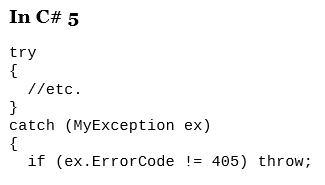 In C# 5
try
{
  //etc.
}
catch (MyException ex)
{
  if (ex.ErrorCode != 405) throw;